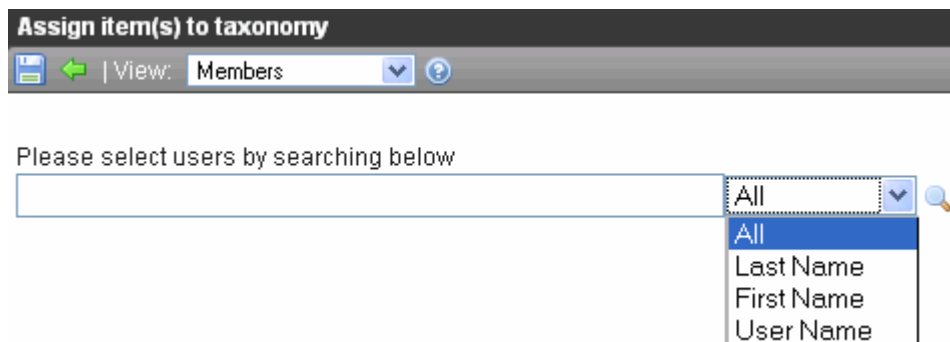 Assign item(s) to taxonomy
| View: Members
Please select users by searching below
All
All
Last Name
First Name
User Name